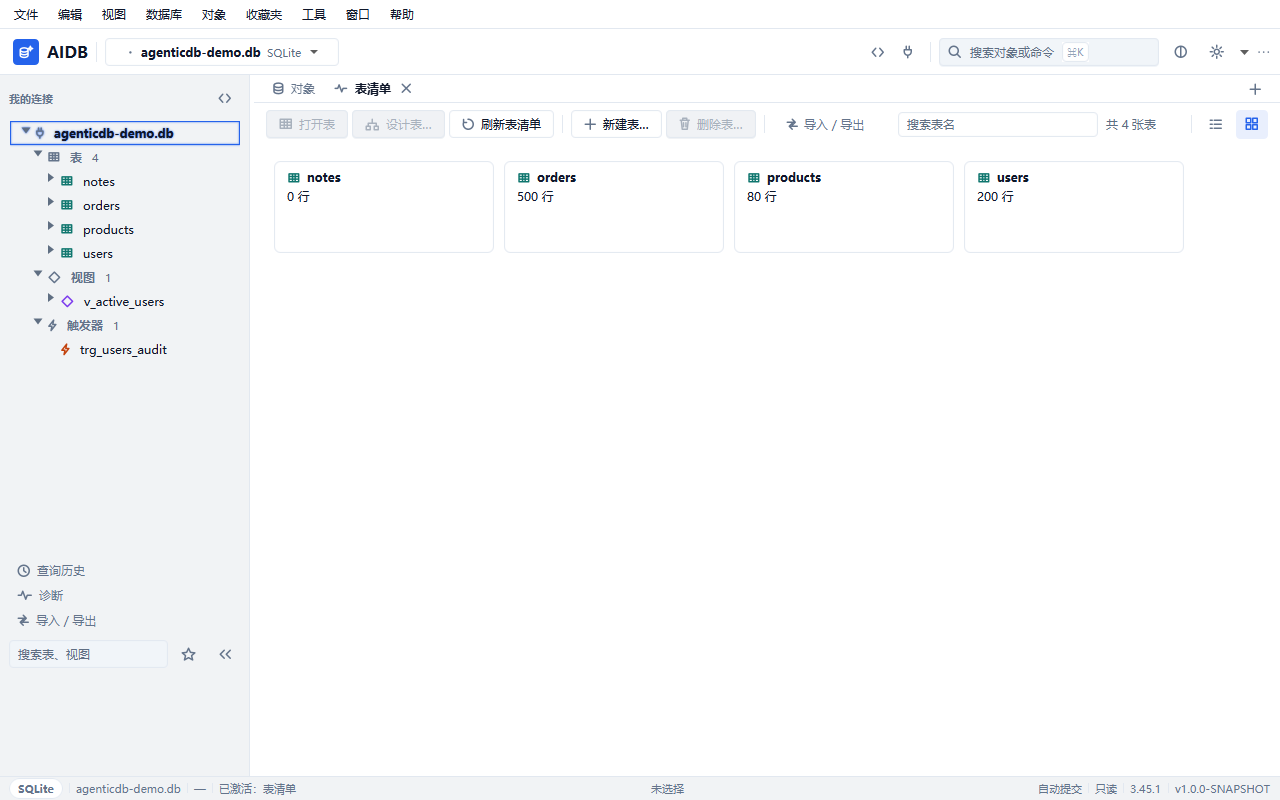 文件 编辑 视图 数据库 对象 收藏夹 工具 窗口 帮助
AIDB · agenticdb-demo.db SQLite 搜索对象或命令 ⌘K ···
我的连接
对象 表清单
打开表 设计表... 刷新表清单 新建表... 删除表... 导入 / 导出 搜索表名 共 4 张表
agenticdb-demo.db
表 4
notes
orders
products
users
视图 1
v_active_users
触发器 1
trg_users_audit
notes
0 行
orders
500 行
products
80 行
users
200 行
查询历史
诊断
导入 / 导出
搜索表、视图
SQLite agenticdb-demo.db — 已激活：表清单 未选择 自动提交 只读 3.45.1 v1.0.0-SNAPSHOT